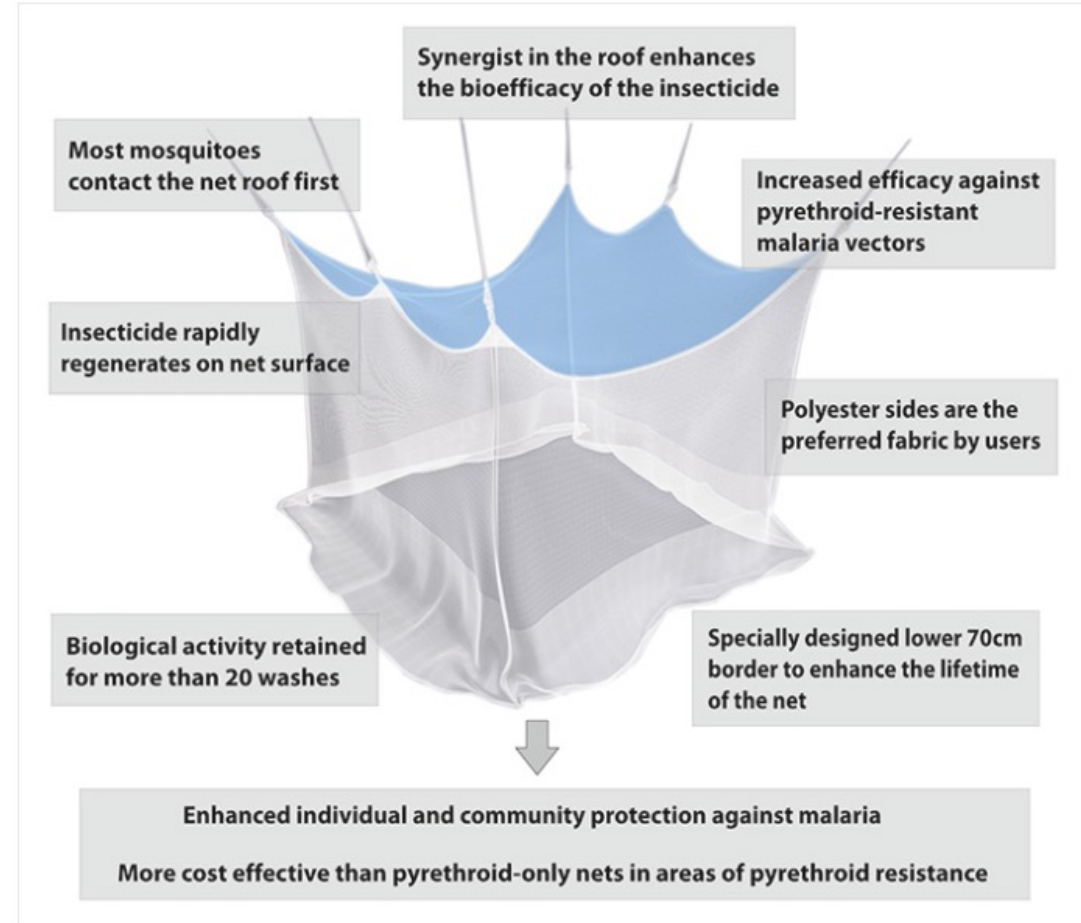 Synergist in the roof enhances
the bioefficacy of the insecticide
Most mosquitoes
contact the net roof first
Increased efficacy against
pyrethroid-resistant
malaria vectors
Insecticide rapidly
regenerates on net surface
Polyester sides are the
preferred fabric by users
Biological activity retained
for more than 20 washes
Specially designed lower 70cm
border to enhance the lifetime
of the net
Enhanced individual and community protection against malaria
More cost effective than pyrethroid-only nets in areas of pyrethroid resistance